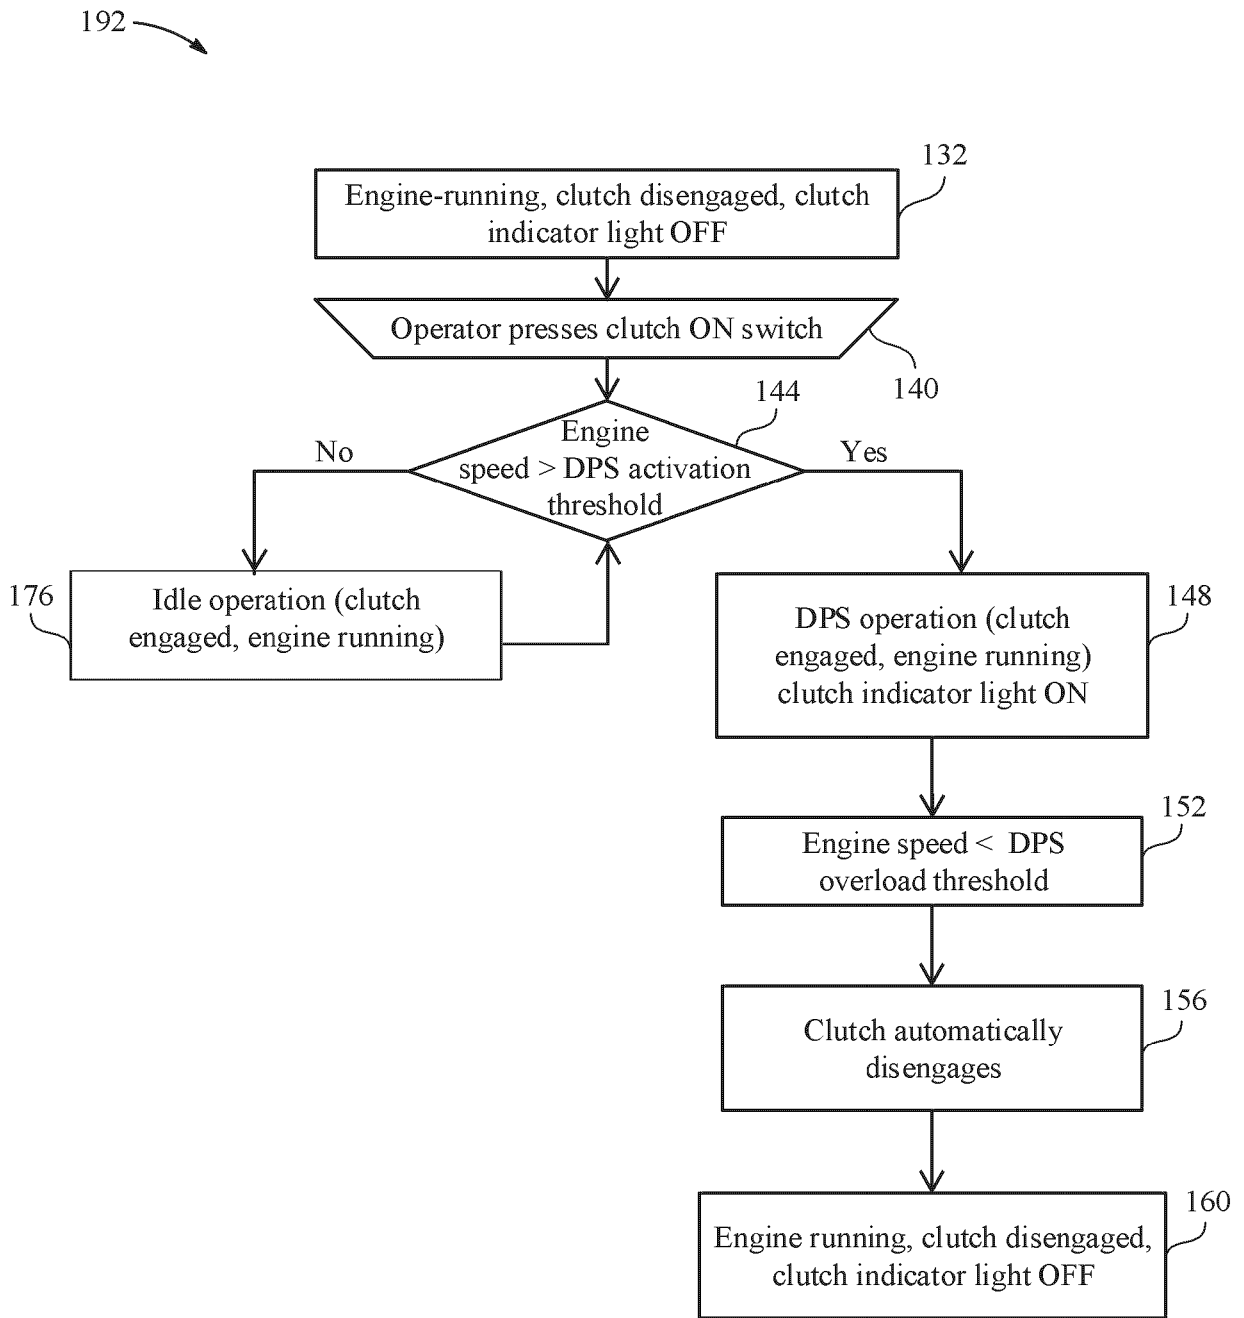 192
132
Engine-running, clutch disengaged, clutch
indicator light OFF
Operator presses clutch ON switch
140
144
Engine
speed > DPS activation
threshold
No
Yes
176
Idle operation (clutch
engaged, engine running)
148
DPS operation (clutch
engaged, engine running)
clutch indicator light ON
152
Engine speed < DPS
overload threshold
156
Clutch automatically
disengages
160
Engine running, clutch disengaged,
clutch indicator light OFF